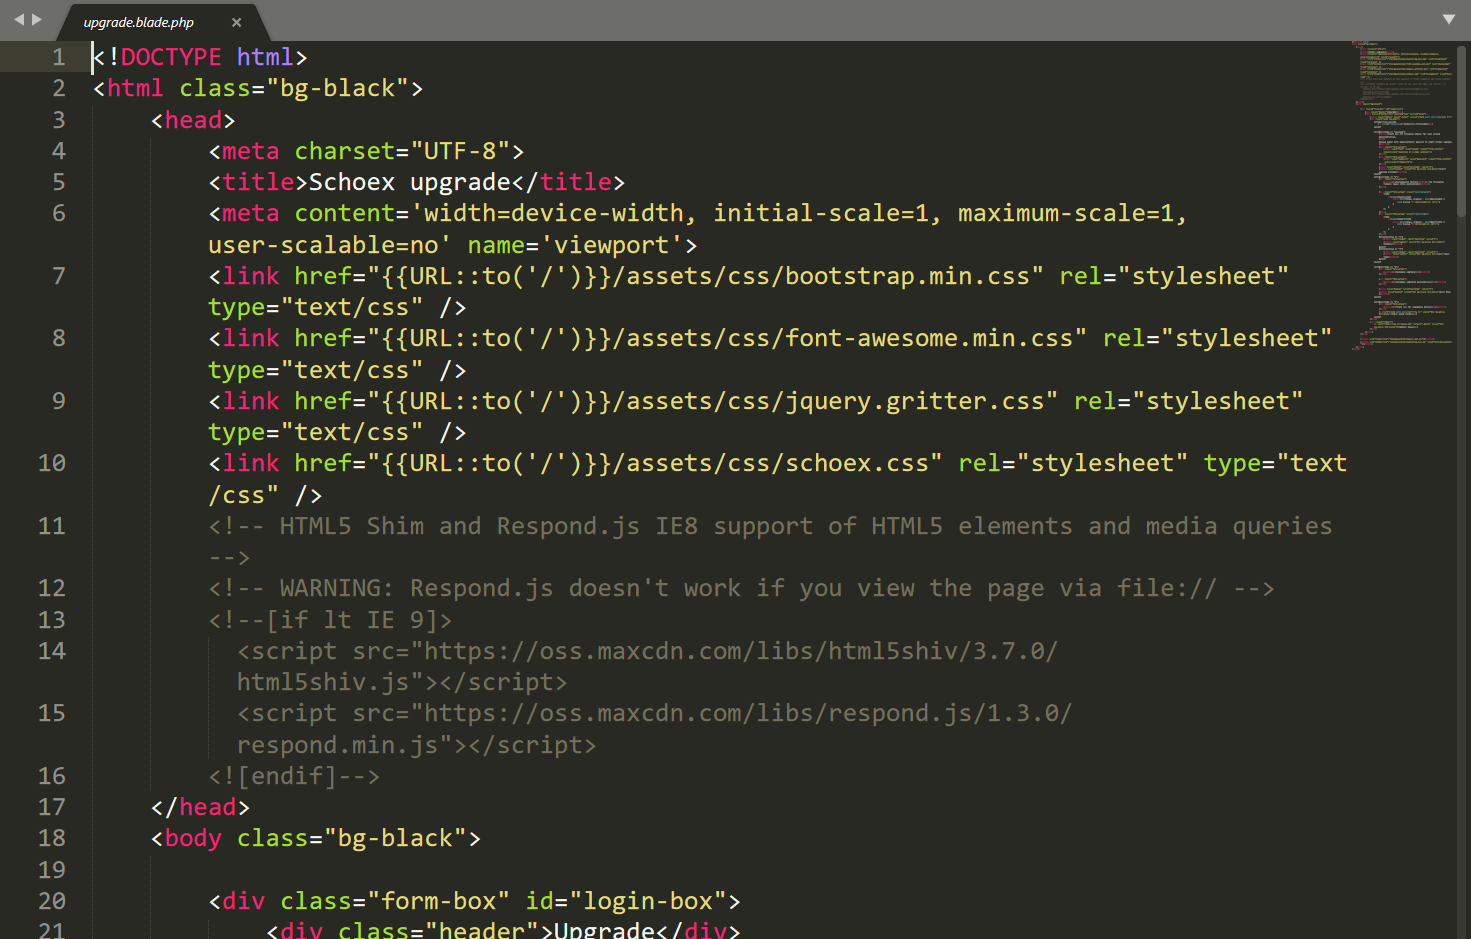 upgrade.blade.php ×
1 <!DOCTYPE html>
2 <html class="bg-black">
3 <head>
4 <meta charset="UTF-8">
5 <title>Schoex upgrade</title>
6 <meta content='width=device-width, initial-scale=1, maximum-scale=1,
user-scalable=no' name='viewport'>
7 <link href="{{URL::to('/')}}/assets/css/bootstrap.min.css" rel="stylesheet"
type="text/css" />
8 <link href="{{URL::to('/')}}/assets/css/font-awesome.min.css" rel="stylesheet"
type="text/css" />
9 <link href="{{URL::to('/')}}/assets/css/jquery.gritter.css" rel="stylesheet"
type="text/css" />
10 <link href="{{URL::to('/')}}/assets/css/schoex.css" rel="stylesheet" type="text
/css" />
11 <!-- HTML5 Shim and Respond.js IE8 support of HTML5 elements and media queries
-->
12 <!-- WARNING: Respond.js doesn't work if you view the page via file:// -->
13 <!--[if lt IE 9]>
14 <script src="https://oss.maxcdn.com/libs/html5shiv/3.7.0/
html5shiv.js"></script>
15 <script src="https://oss.maxcdn.com/libs/respond.js/1.3.0/
respond.min.js"></script>
16 <![endif]-->
17 </head>
18 <body class="bg-black">
19
20 <div class="form-box" id="login-box">
21 <div class="header">Upgrade</div>